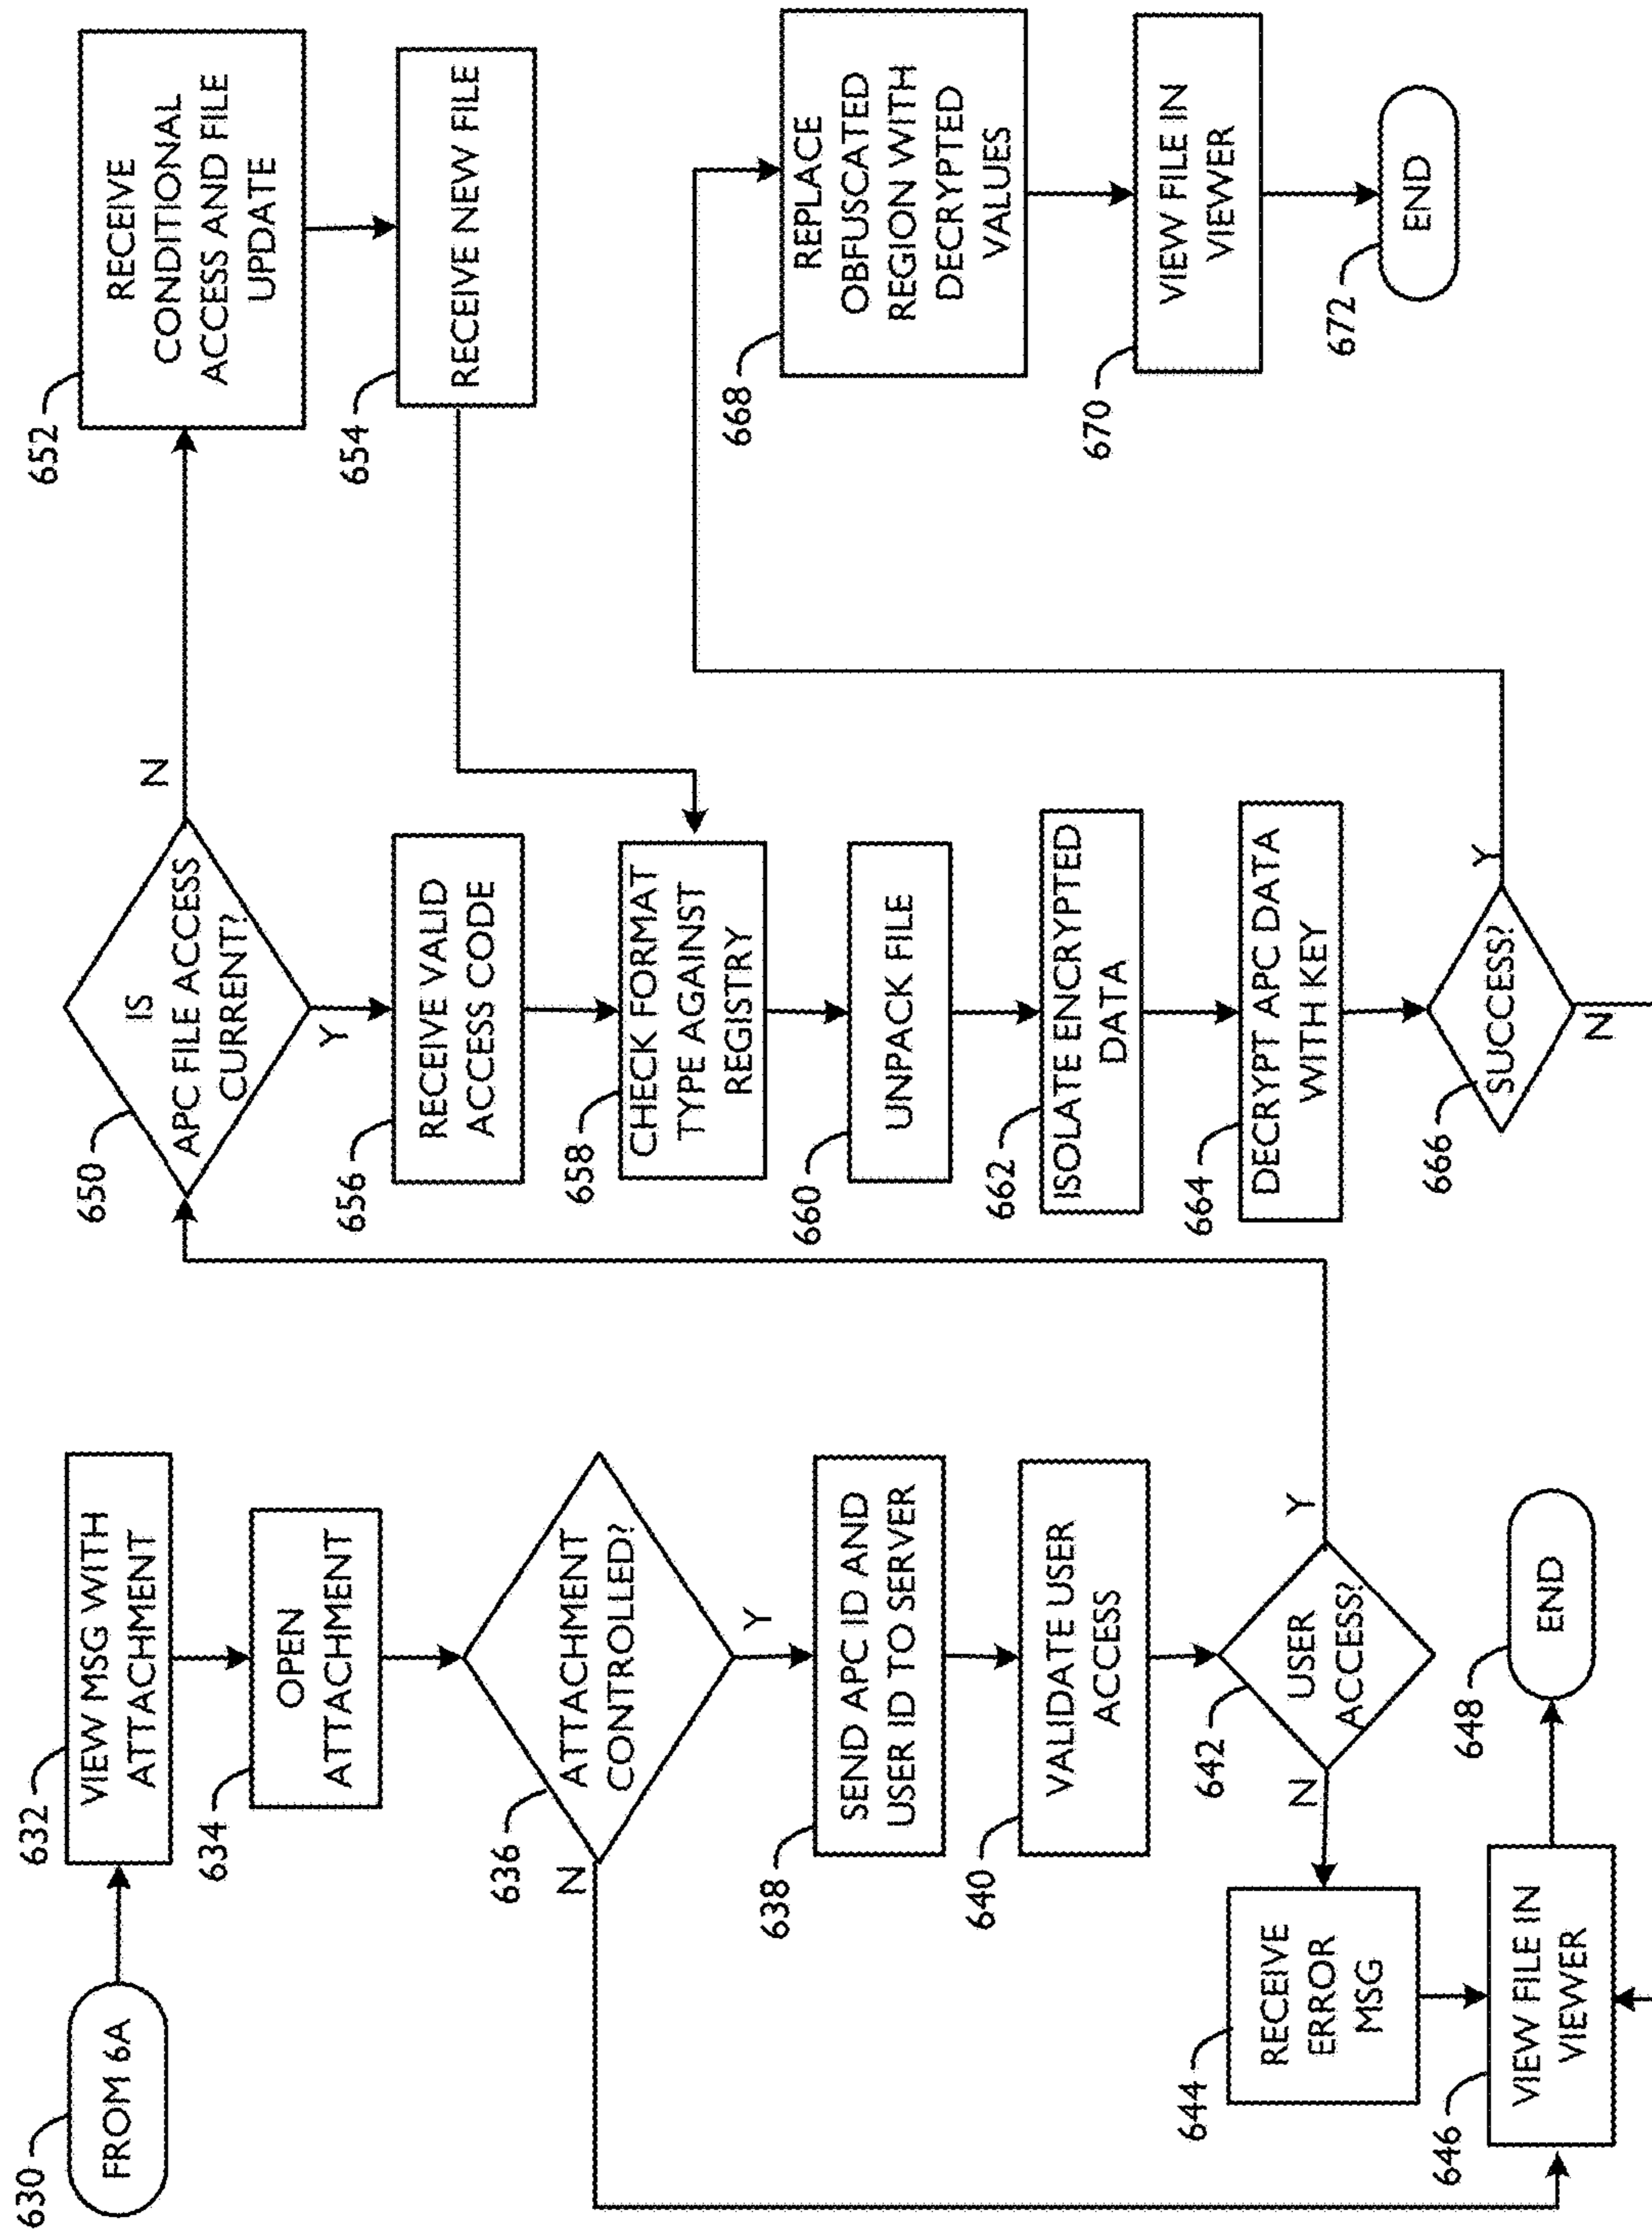 630
FROM 6A
632
VIEW MSG WITH
ATTACHMENT
634
OPEN
ATTACHMENT
636
ATTACHMENT
CONTROLLED?
N
Y
638
SEND APC ID AND
USER ID TO SERVER
640
VALIDATE USER
ACCESS
642
USER
ACCESS?
N
Y
644
RECEIVE
ERROR
MSG
646
VIEW FILE IN
VIEWER
648
END
650
IS
APC FILE ACCESS
CURRENT?
N
Y
652
RECEIVE
CONDITIONAL
ACCESS AND FILE
UPDATE
654
RECEIVE NEW FILE
656
RECEIVE VALID
ACCESS CODE
658
CHECK FORMAT
TYPE AGAINST
REGISTRY
660
UNPACK FILE
662
ISOLATE ENCRYPTED
DATA
664
DECRYPT APC DATA
WITH KEY
666
SUCCESS?
Y
N
668
REPLACE
OBFUSCATED
REGION WITH
DECRYPTED
VALUES
670
VIEW FILE IN
VIEWER
672
END